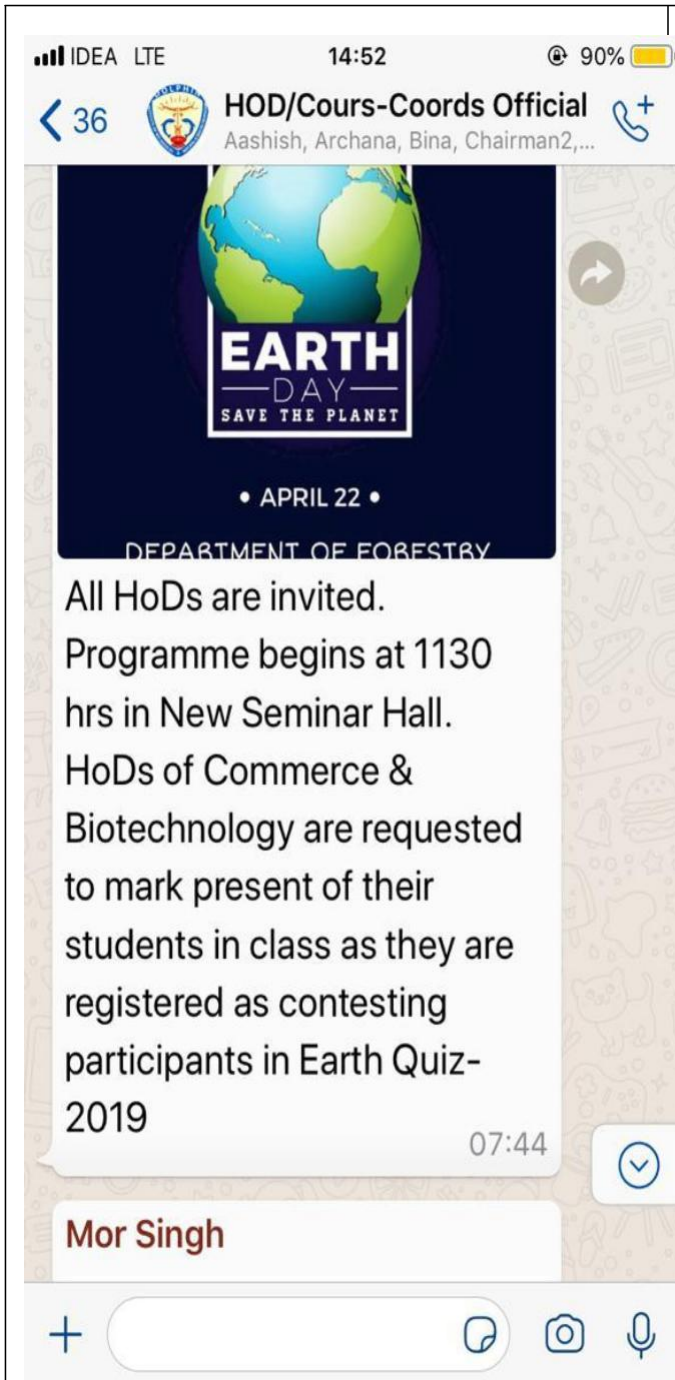 IDEA LTE 14:52 90%
36 HOD/Cours-Coords Official
Aashish, Archana, Bina, Chairman2,...
DOLPHIN
EARTH
DAY
SAVE THE PLANET
• APRIL 22 •
DEPARTMENT OF FORESTRY
All HoDs are invited.
Programme begins at 1130
hrs in New Seminar Hall.
HoDs of Commerce &
Biotechnology are requested
to mark present of their
students in class as they are
registered as contesting
participants in Earth Quiz-
2019
07:44
Mor Singh